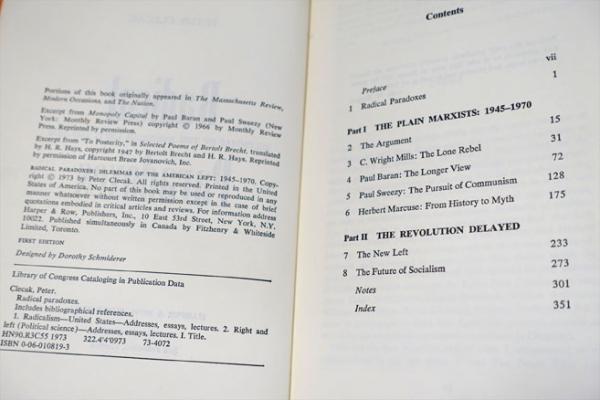 Portions of this book originally appeared in The Massachusetts Review,
Modern Occasions, and The Nation.
Excerpt from Monopoly Capital by Paul Baran and Paul Sweezy (New
York: Monthly Review Press) copyright © 1966 by Monthly Review
Press. Reprinted by permission.
Excerpt from "To Posterity," in Selected Poems of Bertolt Brecht, translated
by H. R. Hays, copyright 1947 by Bertolt Brecht and H. R. Hays. Reprinted
by permission of Harcourt Brace Jovanovich, Inc.
RADICAL PARADOXES: DILEMMAS OF THE AMERICAN LEFT: 1945-1970. Copy-
right © 1973 by Peter Clecak. All rights reserved. Printed in the United
States of America. No part of this book may be used or reproduced in any
manner whatsoever without written permission except in the case of brief
quotations embodied in critical articles and reviews. For information address
Harper & Row, Publishers, Inc., 10 East 53rd Street, New York, N.Y.
10022. Published simultaneously in Canada by Fitzhenry & Whiteside
Limited, Toronto.
FIRST EDITION
Designed by Dorothy Schmiderer
Library of Congress Cataloging in Publication Data
Clecak, Peter.
Radical paradoxes.
Includes bibliographical references.
1. Radicalism—United States—Addresses, essays, lectures. 2. Right and
left (Political science)—Addresses, essays, lectures. I. Title.
HN90.R3C55 1973 322.4'4'0973 73-4072
ISBN 0-06-010819-3
Contents
Preface vii
1 Radical Paradoxes 1
Part I THE PLAIN MARXISTS: 1945-1970
2 The Argument 15
3 C. Wright Mills: The Lone Rebel 31
4 Paul Baran: The Longer View 72
5 Paul Sweezy: The Pursuit of Communism 128
6 Herbert Marcuse: From History to Myth 175
Part II THE REVOLUTION DELAYED
7 The New Left 233
8 The Future of Socialism 273
Notes 301
Index 351